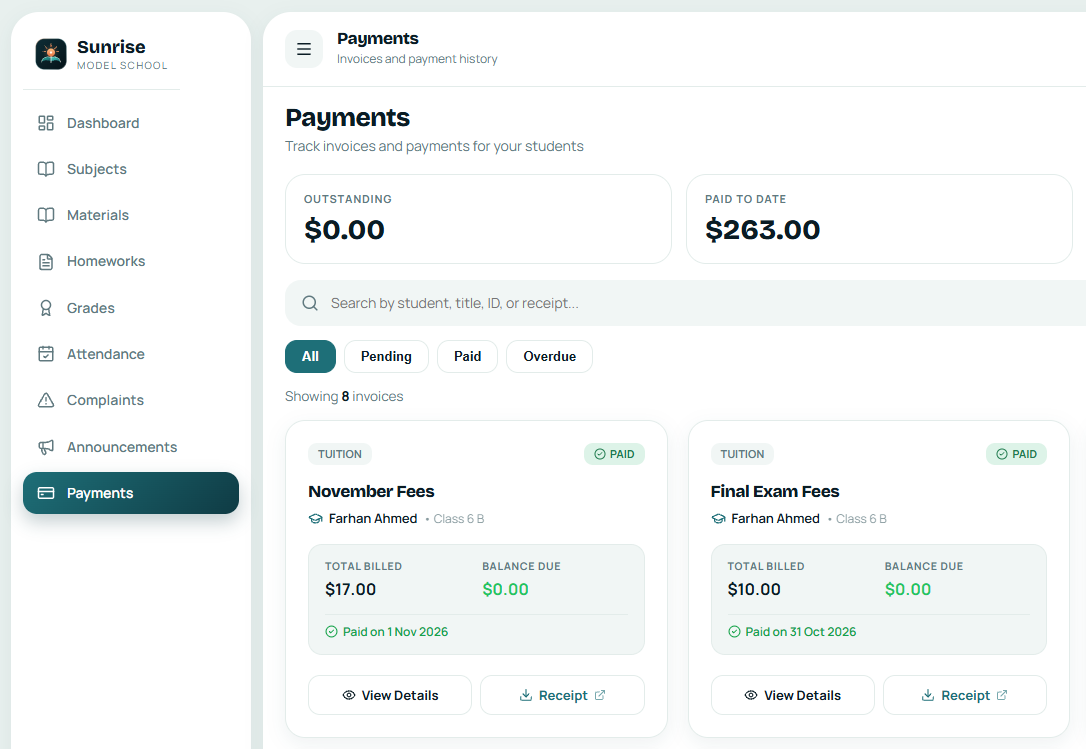 Sunrise
MODEL SCHOOL
Dashboard
Subjects
Materials
Homeworks
Grades
Attendance
Complaints
Announcements
Payments
Payments
Invoices and payment history
Payments
Track invoices and payments for your students
OUTSTANDING
$0.00
PAID TO DATE
$263.00
Search by student, title, ID, or receipt...
All Pending Paid Overdue
Showing 8 invoices
TUITION PAID
November Fees
Farhan Ahmed • Class 6 B
TOTAL BILLED BALANCE DUE
$17.00 $0.00
Paid on 1 Nov 2026
View Details Receipt
TUITION PAID
Final Exam Fees
Farhan Ahmed • Class 6 B
TOTAL BILLED BALANCE DUE
$10.00 $0.00
Paid on 31 Oct 2026
View Details Receipt